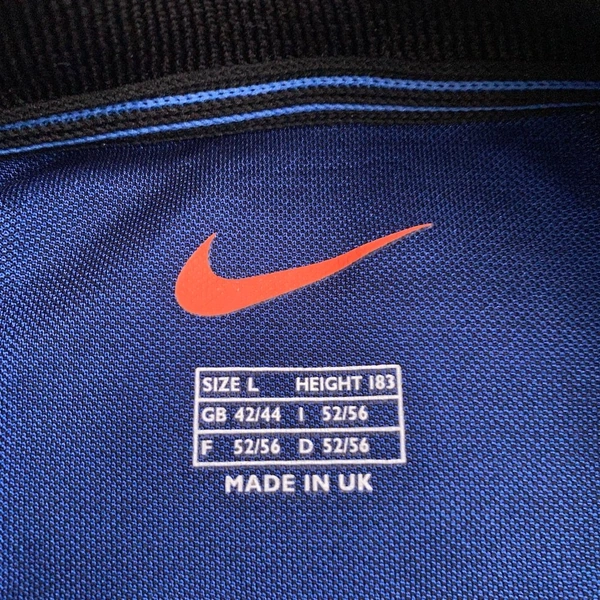 SIZE L HEIGHT 183
GB 42/44 I 52/56
F 52/56 D 52/56
MADE IN UK